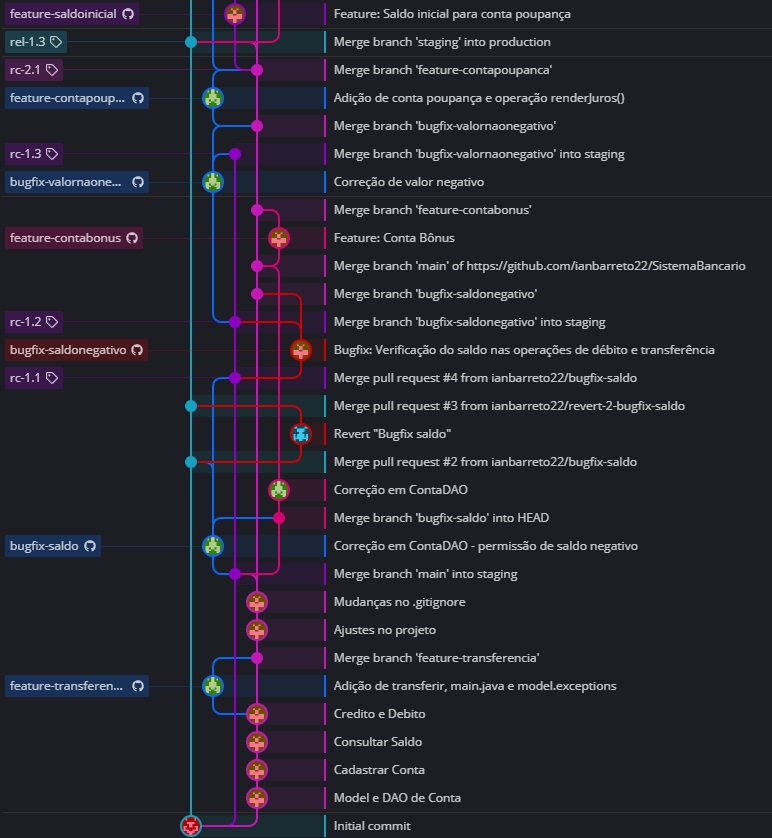 feature-saldoinicial Feature: Saldo inicial para conta poupança
rel-1.3 Merge branch 'staging' into production
rc-2.1 Merge branch 'feature-contapoupanca'
feature-contapoup... Adição de conta poupança e operação renderJuros()
Merge branch 'bugfix-valornaonegativo'
rc-1.3 Merge branch 'bugfix-valornaonegativo' into staging
bugfix-valornaone... Correção de valor negativo
Merge branch 'feature-contabonus'
feature-contabonus Feature: Conta Bônus
Merge branch 'main' of https://github.com/ianbarreto22/SistemaBancario
Merge branch 'bugfix-saldonegativo'
rc-1.2 Merge branch 'bugfix-saldonegativo' into staging
bugfix-saldonegativo Bugfix: Verificação do saldo nas operações de débito e transferência
rc-1.1 Merge pull request #4 from ianbarreto22/bugfix-saldo
Merge pull request #3 from ianbarreto22/revert-2-bugfix-saldo
Revert "Bugfix saldo"
Merge pull request #2 from ianbarreto22/bugfix-saldo
Correção em ContaDAO
Merge branch 'bugfix-saldo' into HEAD
bugfix-saldo Correção em ContaDAO - permissão de saldo negativo
Merge branch 'main' into staging
Mudanças no .gitignore
Ajustes no projeto
Merge branch 'feature-transferencia'
feature-transferen... Adição de transferir, main.java e model.exceptions
Credito e Debito
Consultar Saldo
Cadastrar Conta
Model e DAO de Conta
Initial commit